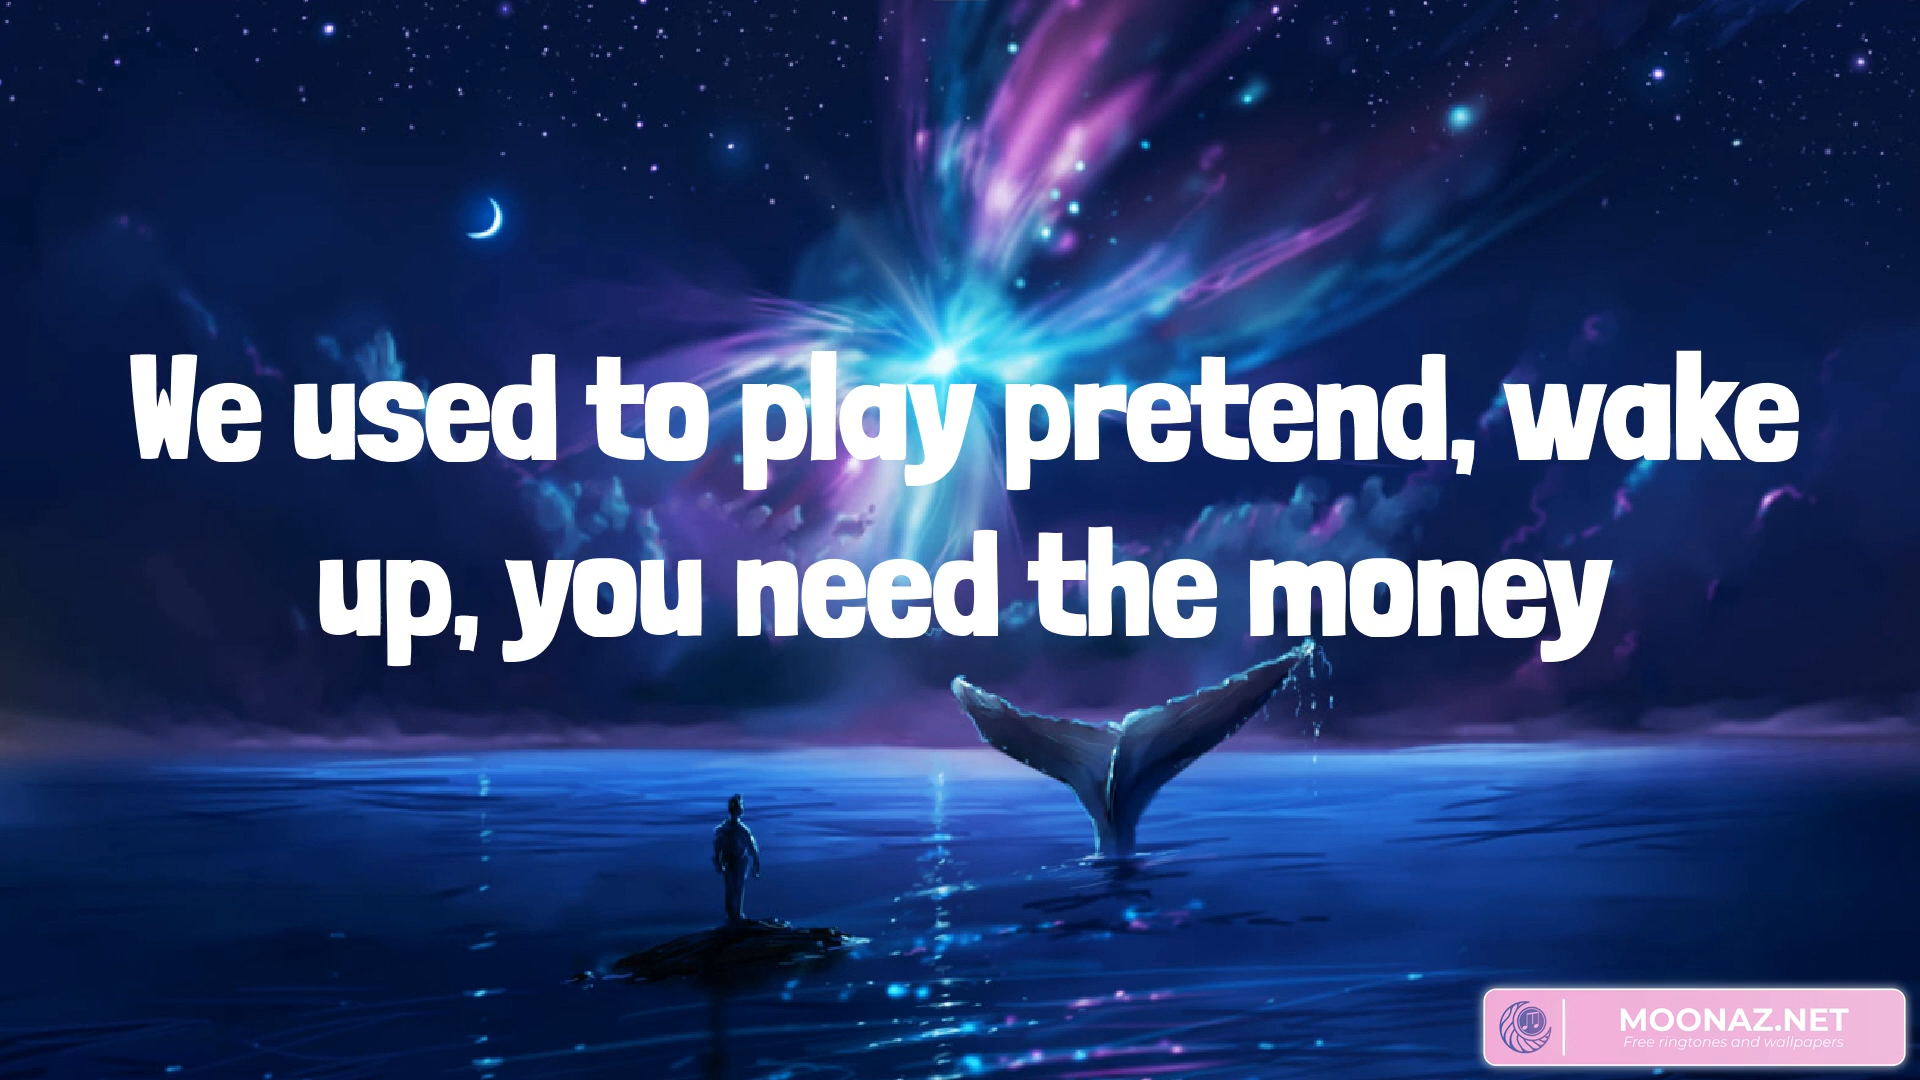 We used to play pretend, wake
up, you need the money
MOONAZ.NET
Free ringtones and wallpapers